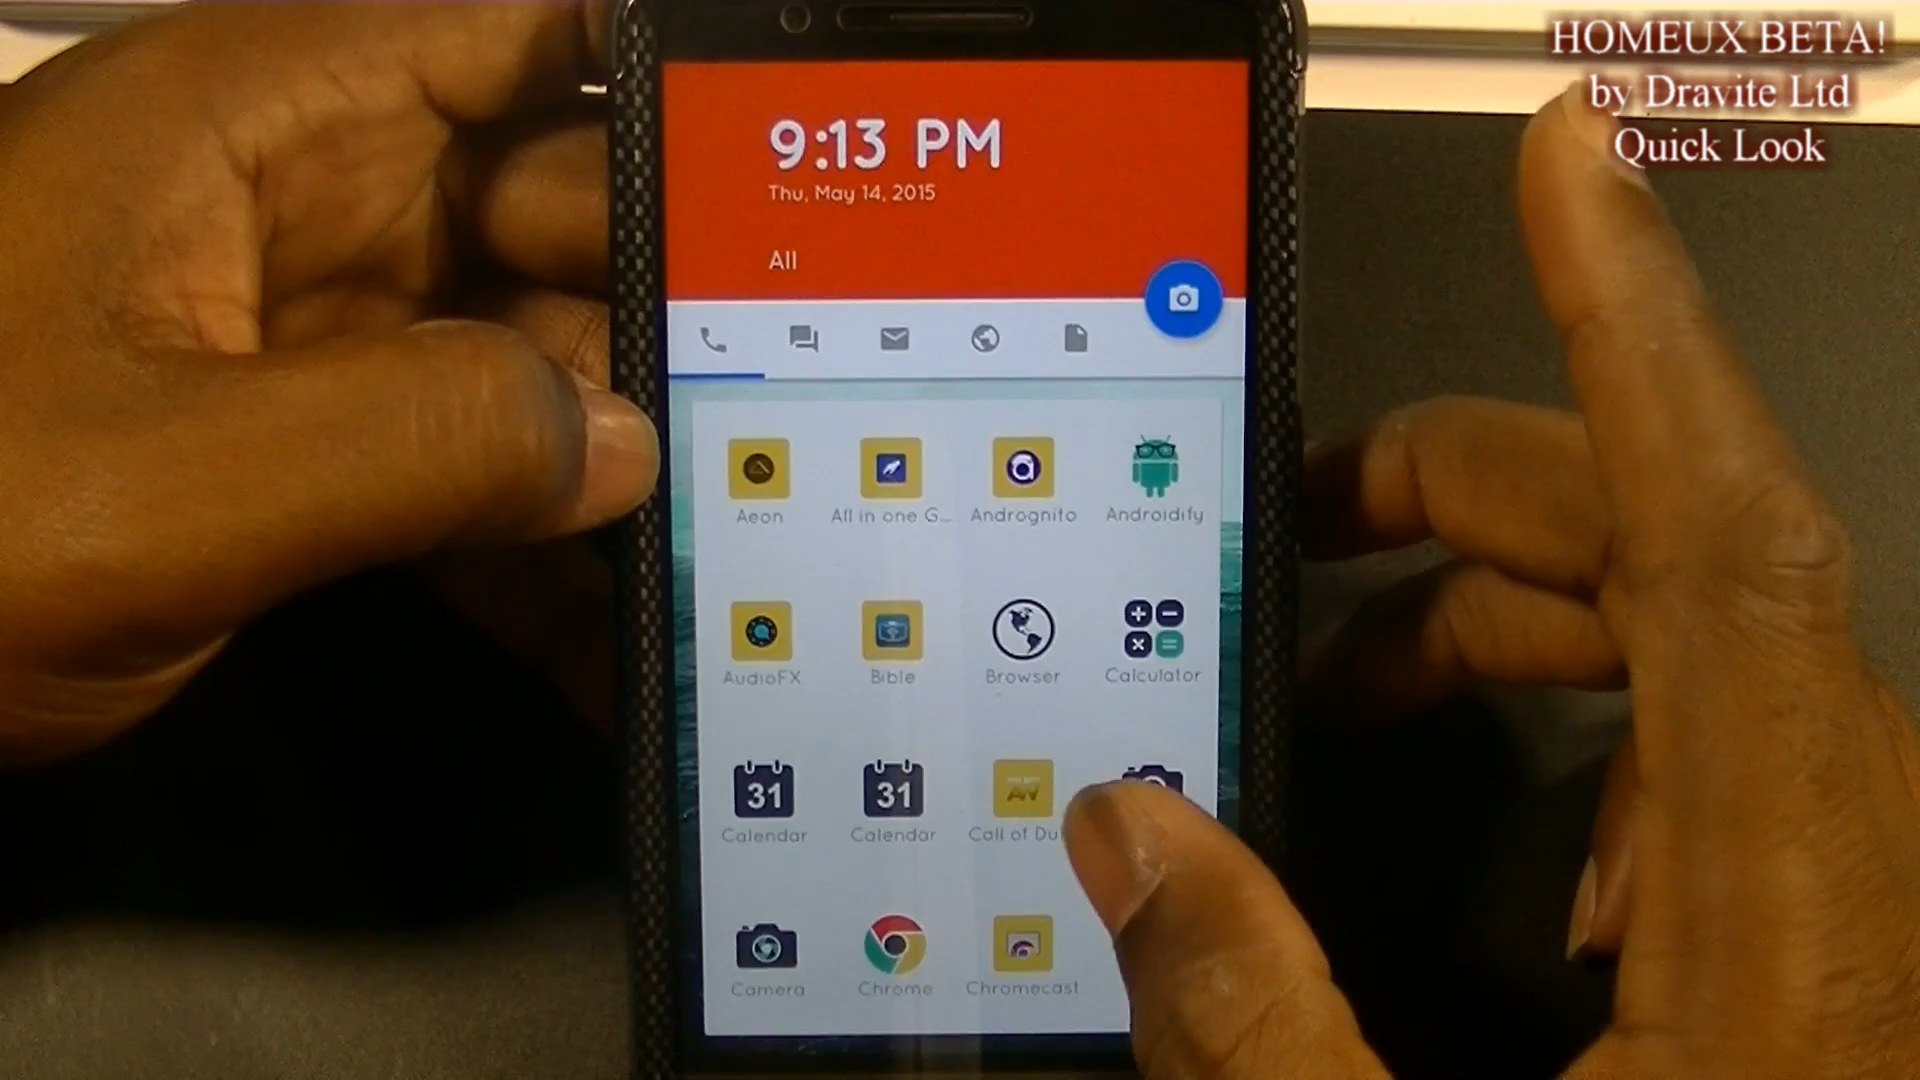 HOMEUX BETA!
by Dravite Ltd
Quick Look
9:13 PM
Thu, May 14, 2015
All
Aeon
All in one G...
Andrognito
Androidify
AudioFX
Bible
Browser
Calculator
31
31
AW
Calendar
Calendar
Call of Du
Camera
Chrome
Chromecast